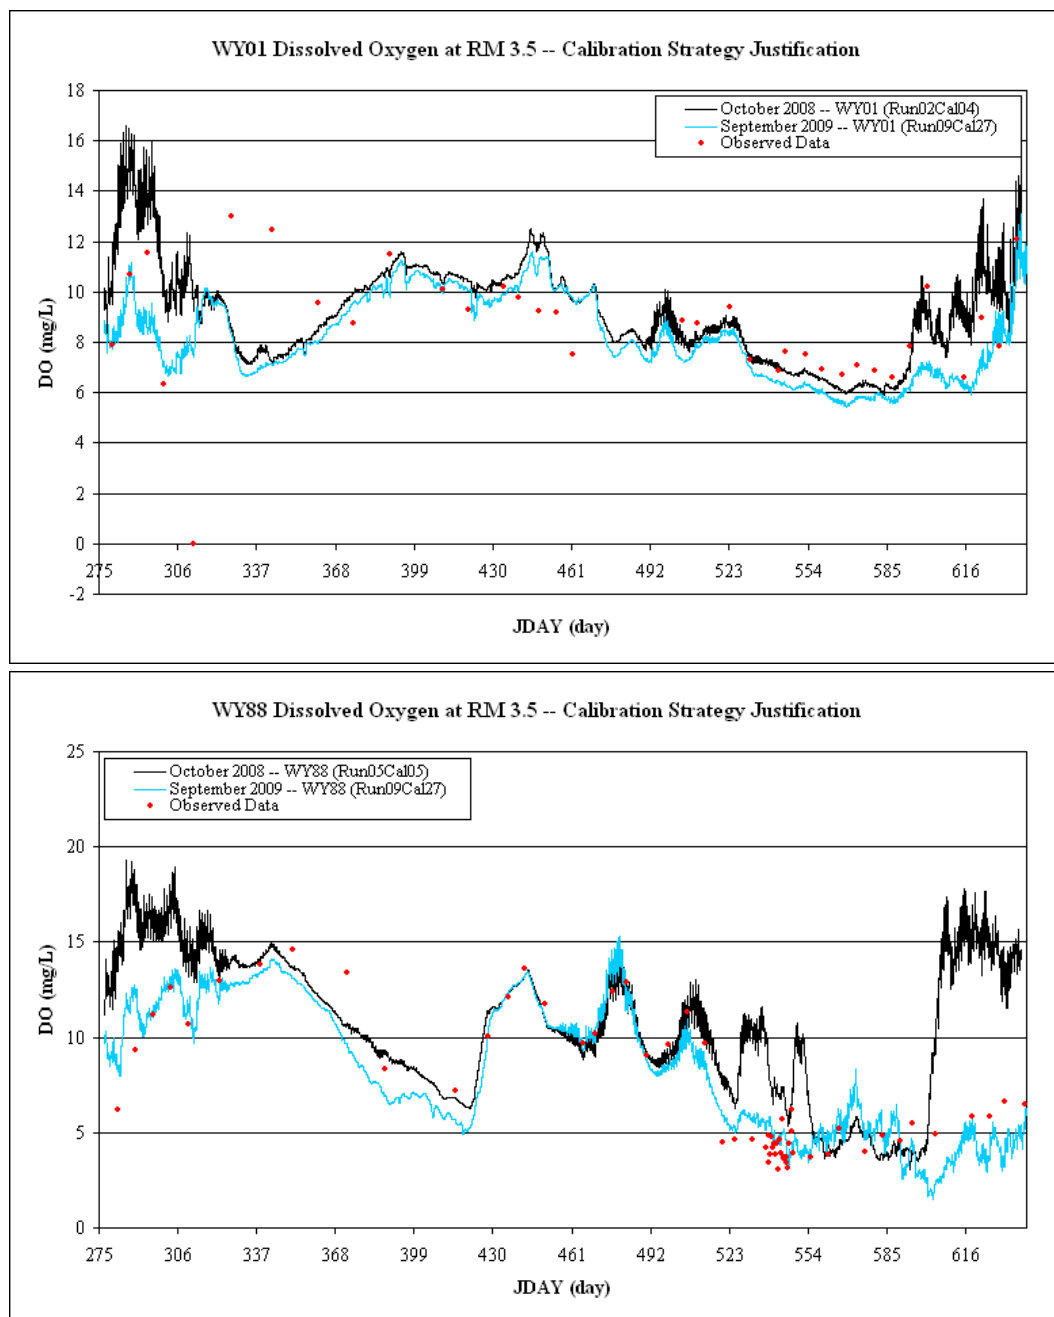 WY01 Dissolved Oxygen at RM 3.5 -- Calibration Strategy Justification
18
16
14
12
10
8
6
4
2
0
-2
DO (mg/L)
October 2008 -- WY01 (Run02Cal04)
September 2009 -- WY01 (Run09Cal27)
Observed Data
275 306 337 368 399 430 461 492 523 554 585 616
JDAY (day)
WY88 Dissolved Oxygen at RM 3.5 -- Calibration Strategy Justification
25
20
15
10
5
0
DO (mg/L)
October 2008 -- WY88 (Run05Cal05)
September 2009 -- WY88 (Run09Cal27)
Observed Data
275 306 337 368 399 430 461 492 523 554 585 616
JDAY (day)